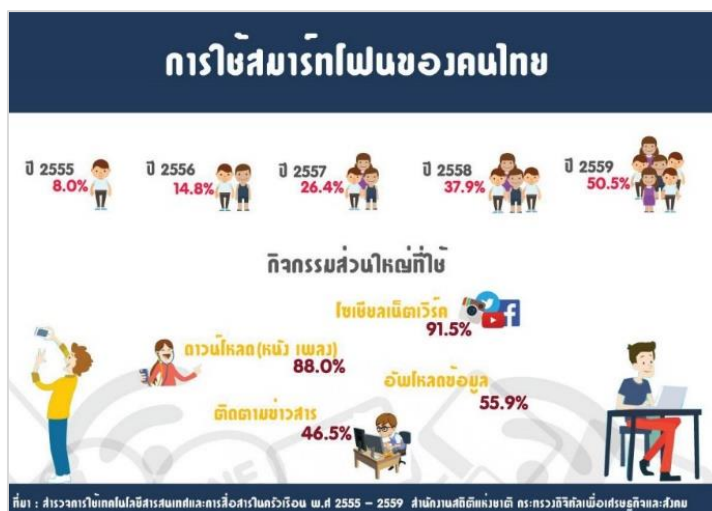 การใช้สมาร์ทโฟนของคนไทย
ปี 2555
8.0%
ปี 2556
14.8%
ปี 2557
26.4%
ปี 2558
37.9%
ปี 2559
50.5%
กิจกรรมส่วนใหญ่ที่ใช้
โซเชียลเน็ตเวิร์ค
91.5%
ดาวน์โหลด(หนัง เพลง)
88.0%
อัพโหลดข้อมูล
55.9%
ติดตามข่าวสาร
46.5%
ที่มา : สำรวจการใช้เทคโนโลยีสารสนเทศและการสื่อสารในครัวเรือน พ.ศ 2555 – 2559 สำนักงานสถิติแห่งชาติ กระทรวงดิจิทัลเพื่อเศรษฐกิจและสังคม